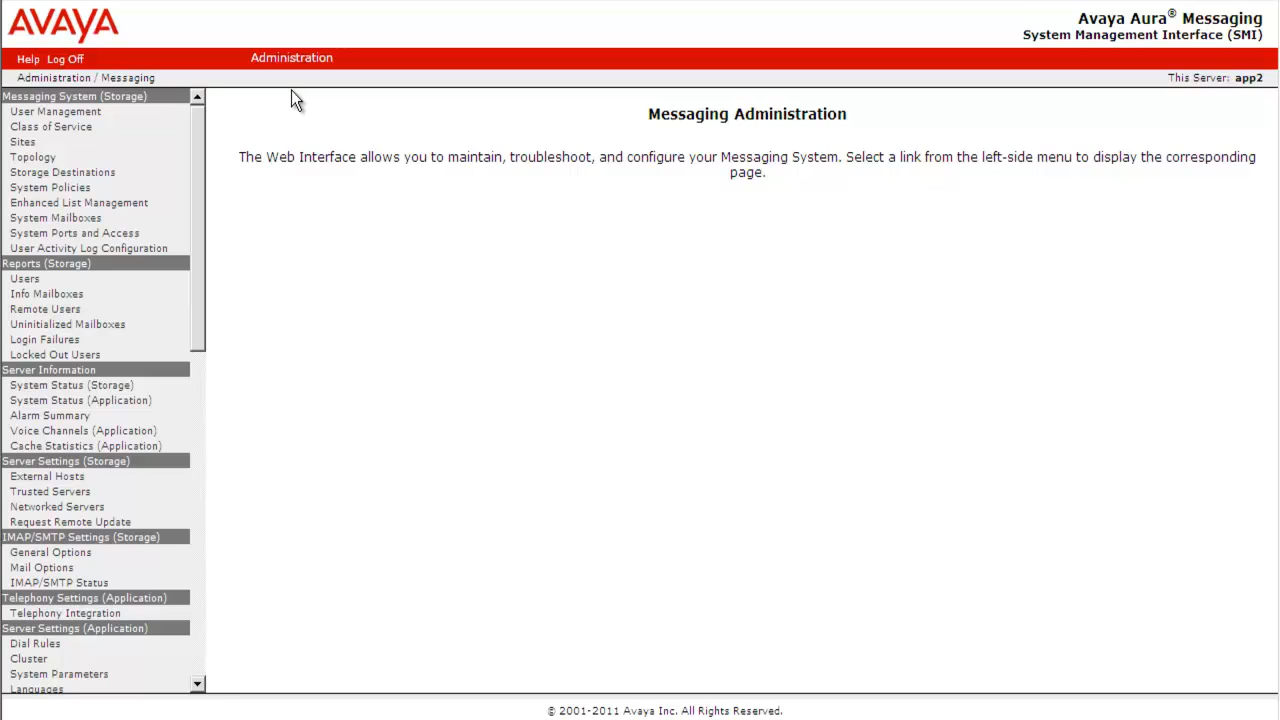 AVAYA
Avaya Aura® Messaging
System Management Interface (SMI)
Help Log Off
Administration
Administration / Messaging
This Server: app2
Messaging System (Storage)
User Management
Class of Service
Sites
Topology
Storage Destinations
System Policies
Enhanced List Management
System Mailboxes
System Ports and Access
User Activity Log Configuration
Reports (Storage)
Users
Info Mailboxes
Remote Users
Uninitialized Mailboxes
Login Failures
Locked Out Users
Server Information
System Status (Storage)
System Status (Application)
Alarm Summary
Voice Channels (Application)
Cache Statistics (Application)
Server Settings (Storage)
External Hosts
Trusted Servers
Networked Servers
Request Remote Update
IMAP/SMTP Settings (Storage)
General Options
Mail Options
IMAP/SMTP Status
Telephony Settings (Application)
Telephony Integration
Server Settings (Application)
Dial Rules
Cluster
System Parameters
Languages
Messaging Administration
The Web Interface allows you to maintain, troubleshoot, and configure your Messaging System. Select a link from the left-side menu to display the corresponding
page.
© 2001-2011 Avaya Inc. All Rights Reserved.